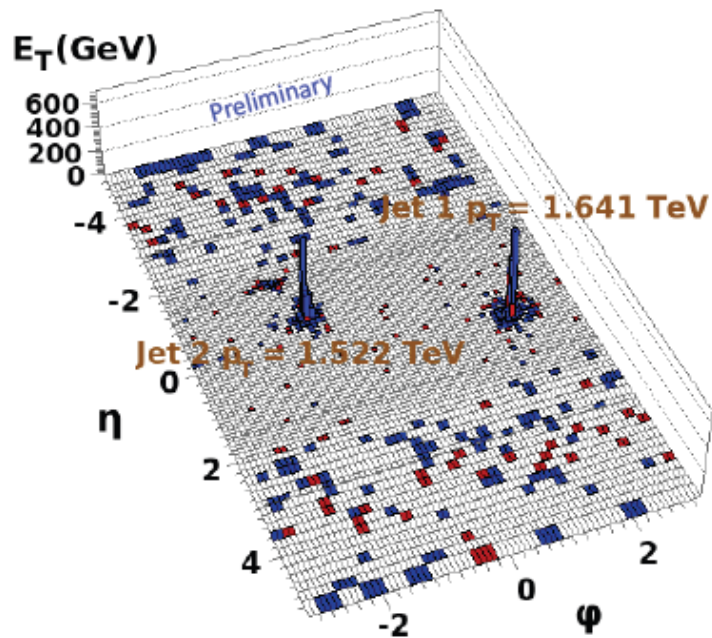 E_T(GeV)
Preliminary
600
400
200
0
-4
Jet 1 p_T = 1.641 TeV
-2
Jet 2 p_T = 1.522 TeV
0
η
2
4
2
0
φ
-2